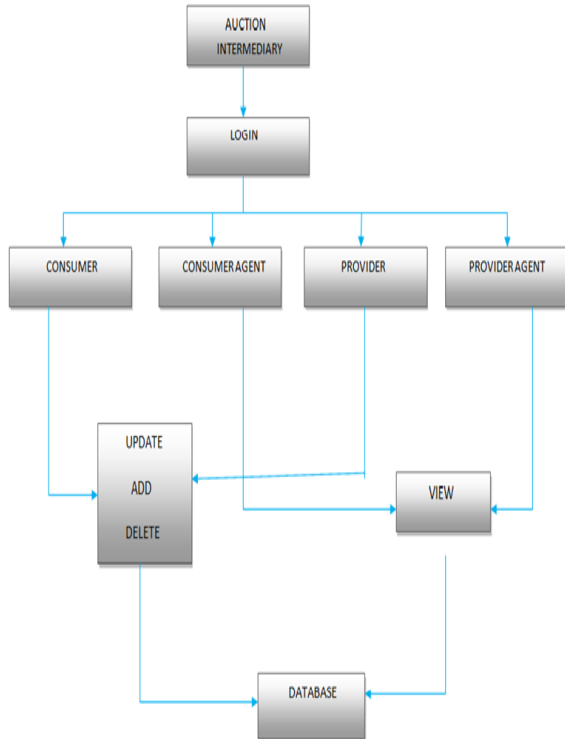 AUCTION
INTERMEDIARY
LOGIN
CONSUMER
CONSUMER AGENT
PROVIDER
PROVIDER AGENT
UPDATE
ADD
DELETE
VIEW
DATABASE